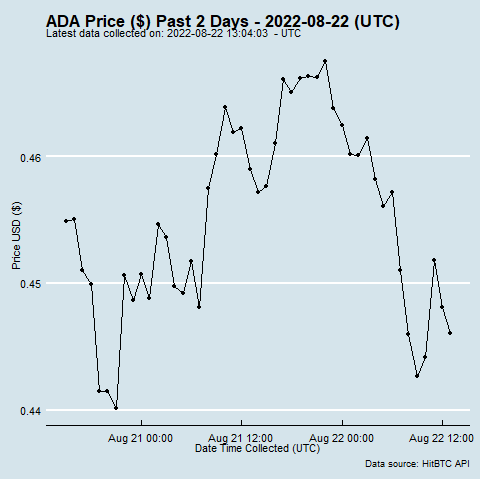 ADA Price ($) Past 2 Days - 2022-08-22 (UTC)
Latest data collected on: 2022-08-22 13:04:03 - UTC
0.46
0.45
0.44
Price USD ($)
Aug 21 00:00 Aug 21 12:00 Aug 22 00:00 Aug 22 12:00
Date Time Collected (UTC)
Data source: HitBTC API